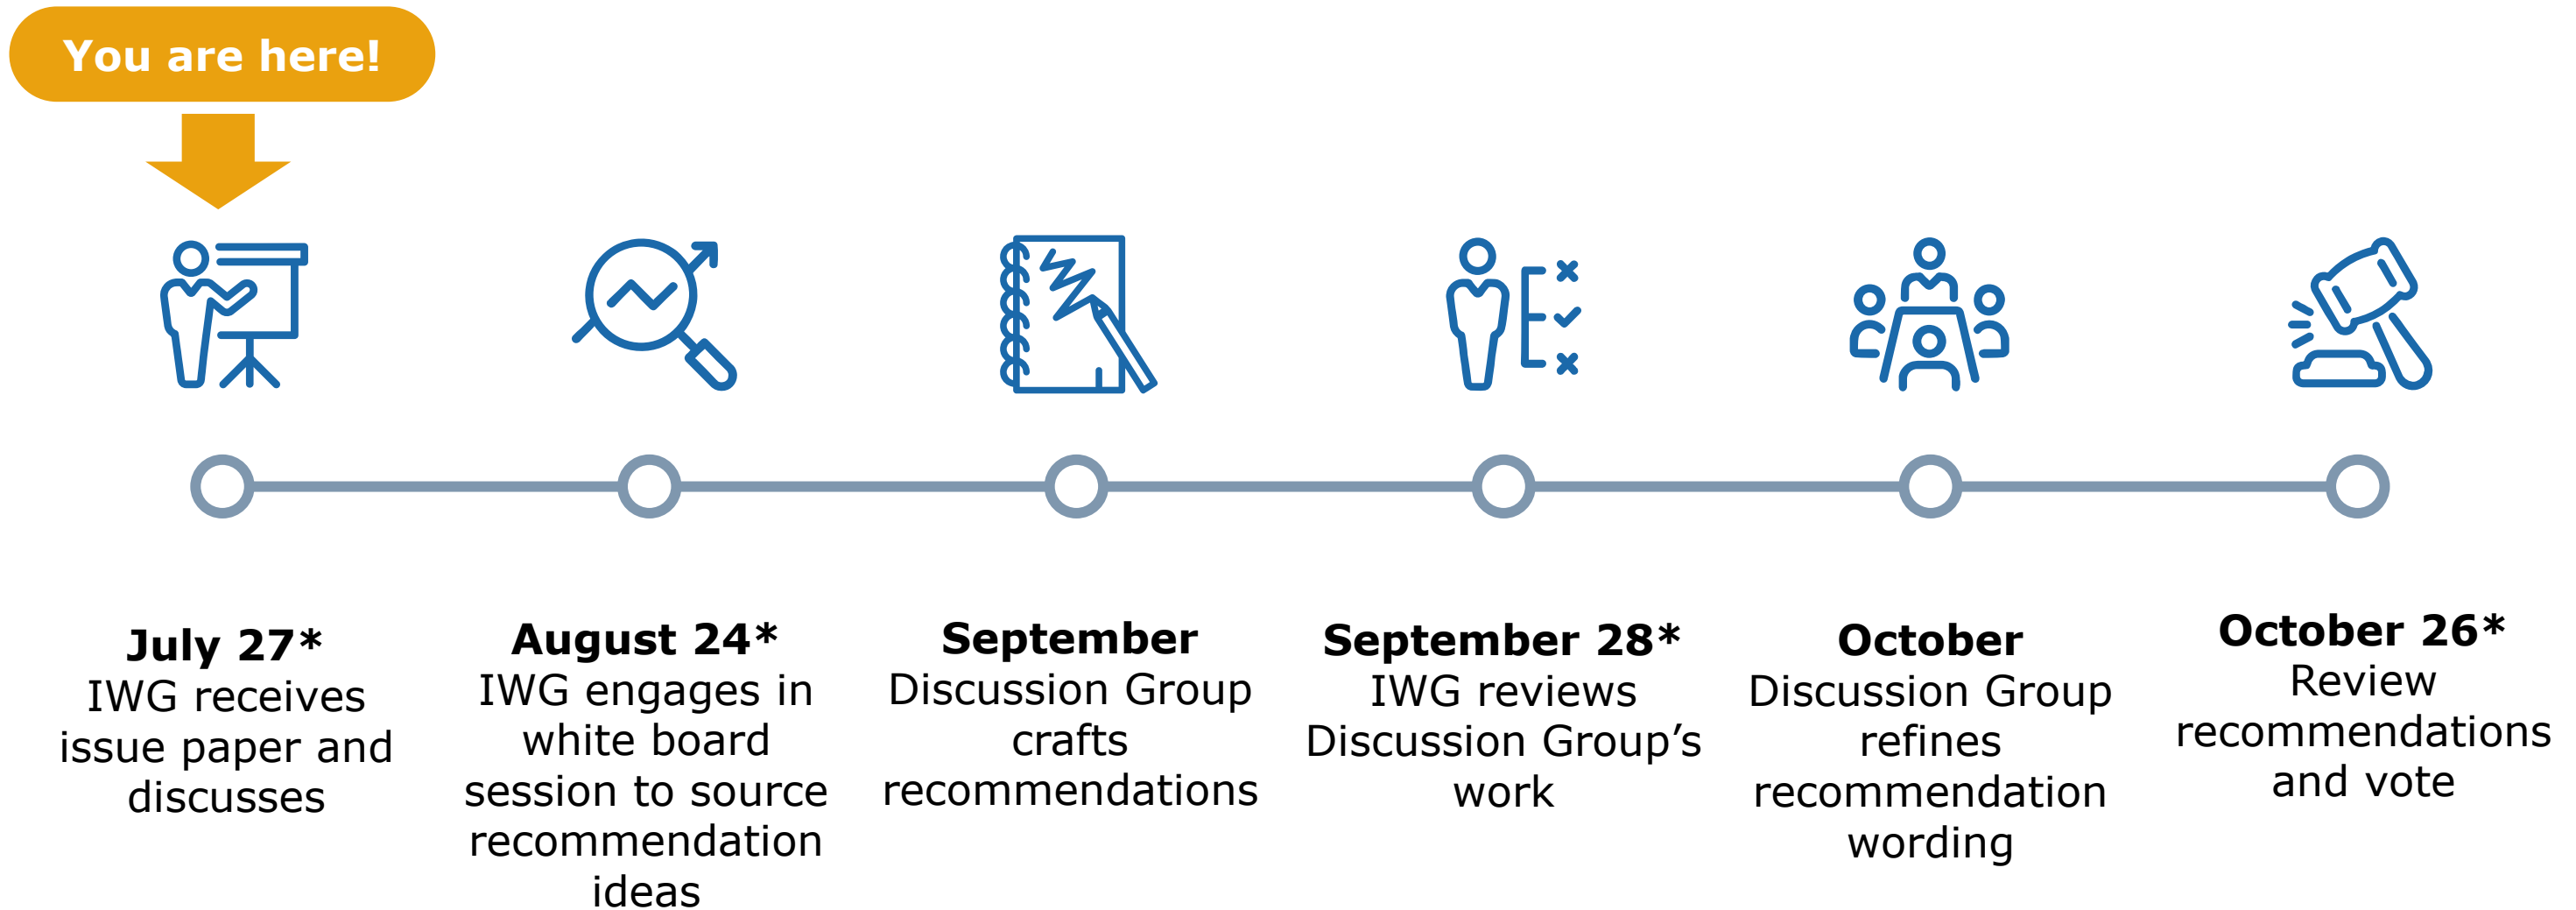 You are here!
July 27*
IWG receives
issue paper and
discusses
August 24*
IWG engages in
white board
session to source
recommendation
ideas
September
Discussion Group
crafts
recommendations
September 28*
IWG reviews
Discussion Group’s
work
October
Discussion Group
refines
recommendation
wording
October 26*
Review
recommendations
and vote